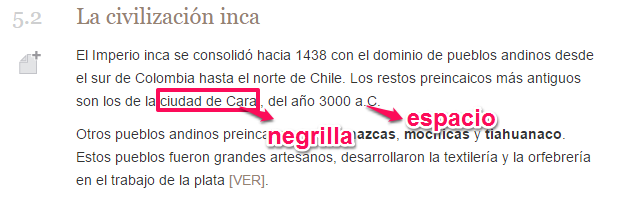 5.2 La civilización inca
El Imperio inca se consolidó hacia 1438 con el dominio de pueblos andinos desde
el sur de Colombia hasta el norte de Chile. Los restos preincaicos más antiguos
son los de la ciudad de Caral, del año 3000 a.C.
espacio
Otros pueblos andinos preinca azcas, mochicas y tiahuanaco.
negrilla
Estos pueblos fueron grandes artesanos, desarrollaron la textilería y la orfebrería
en el trabajo de la plata [VER].